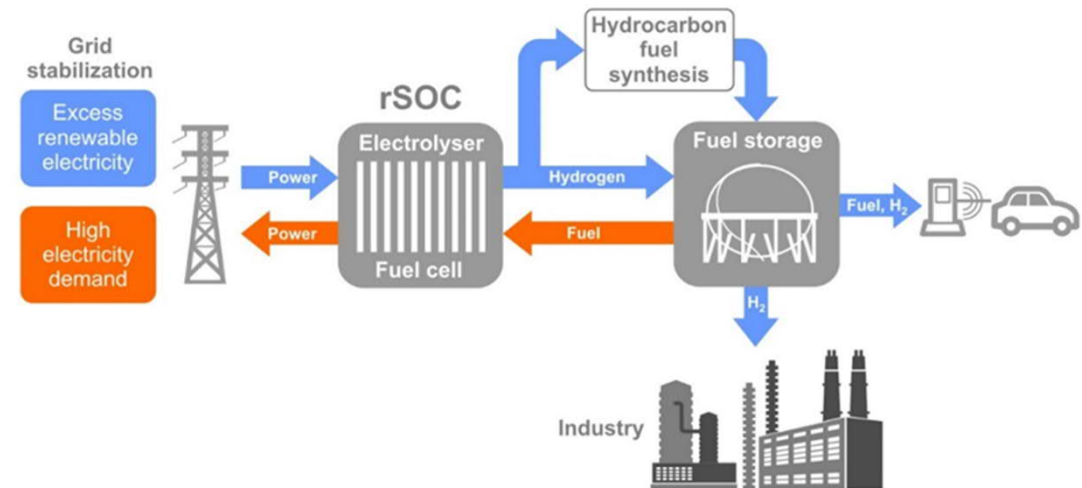 Grid
stabilization
Excess
renewable
electricity
High
electricity
demand
Power
Power
rSOC
Electrolyser
Fuel cell
Hydrocarbon
fuel
synthesis
Hydrogen
Fuel
Fuel storage
Fuel, H₂
H₂
Industry